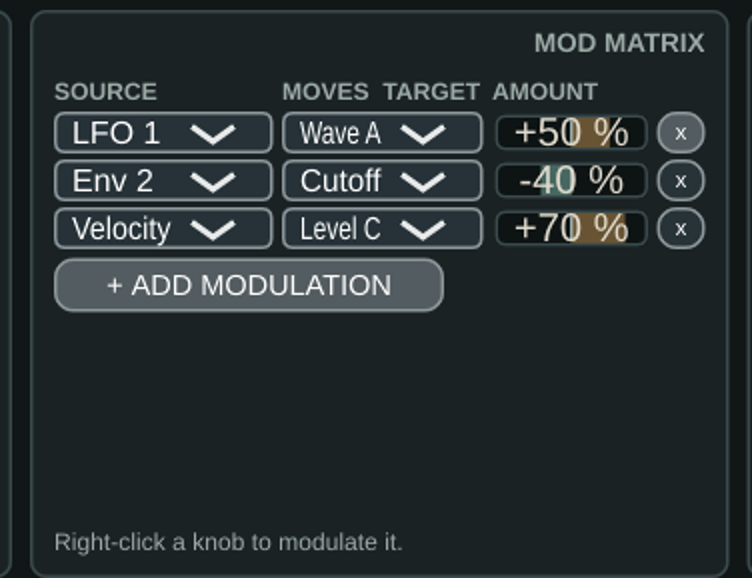 MOD MATRIX
SOURCE MOVES TARGET AMOUNT
LFO 1 Wave A +50 % x
Env 2 Cutoff -40 % x
Velocity Level C +70 % x
+ ADD MODULATION
Right-click a knob to modulate it.